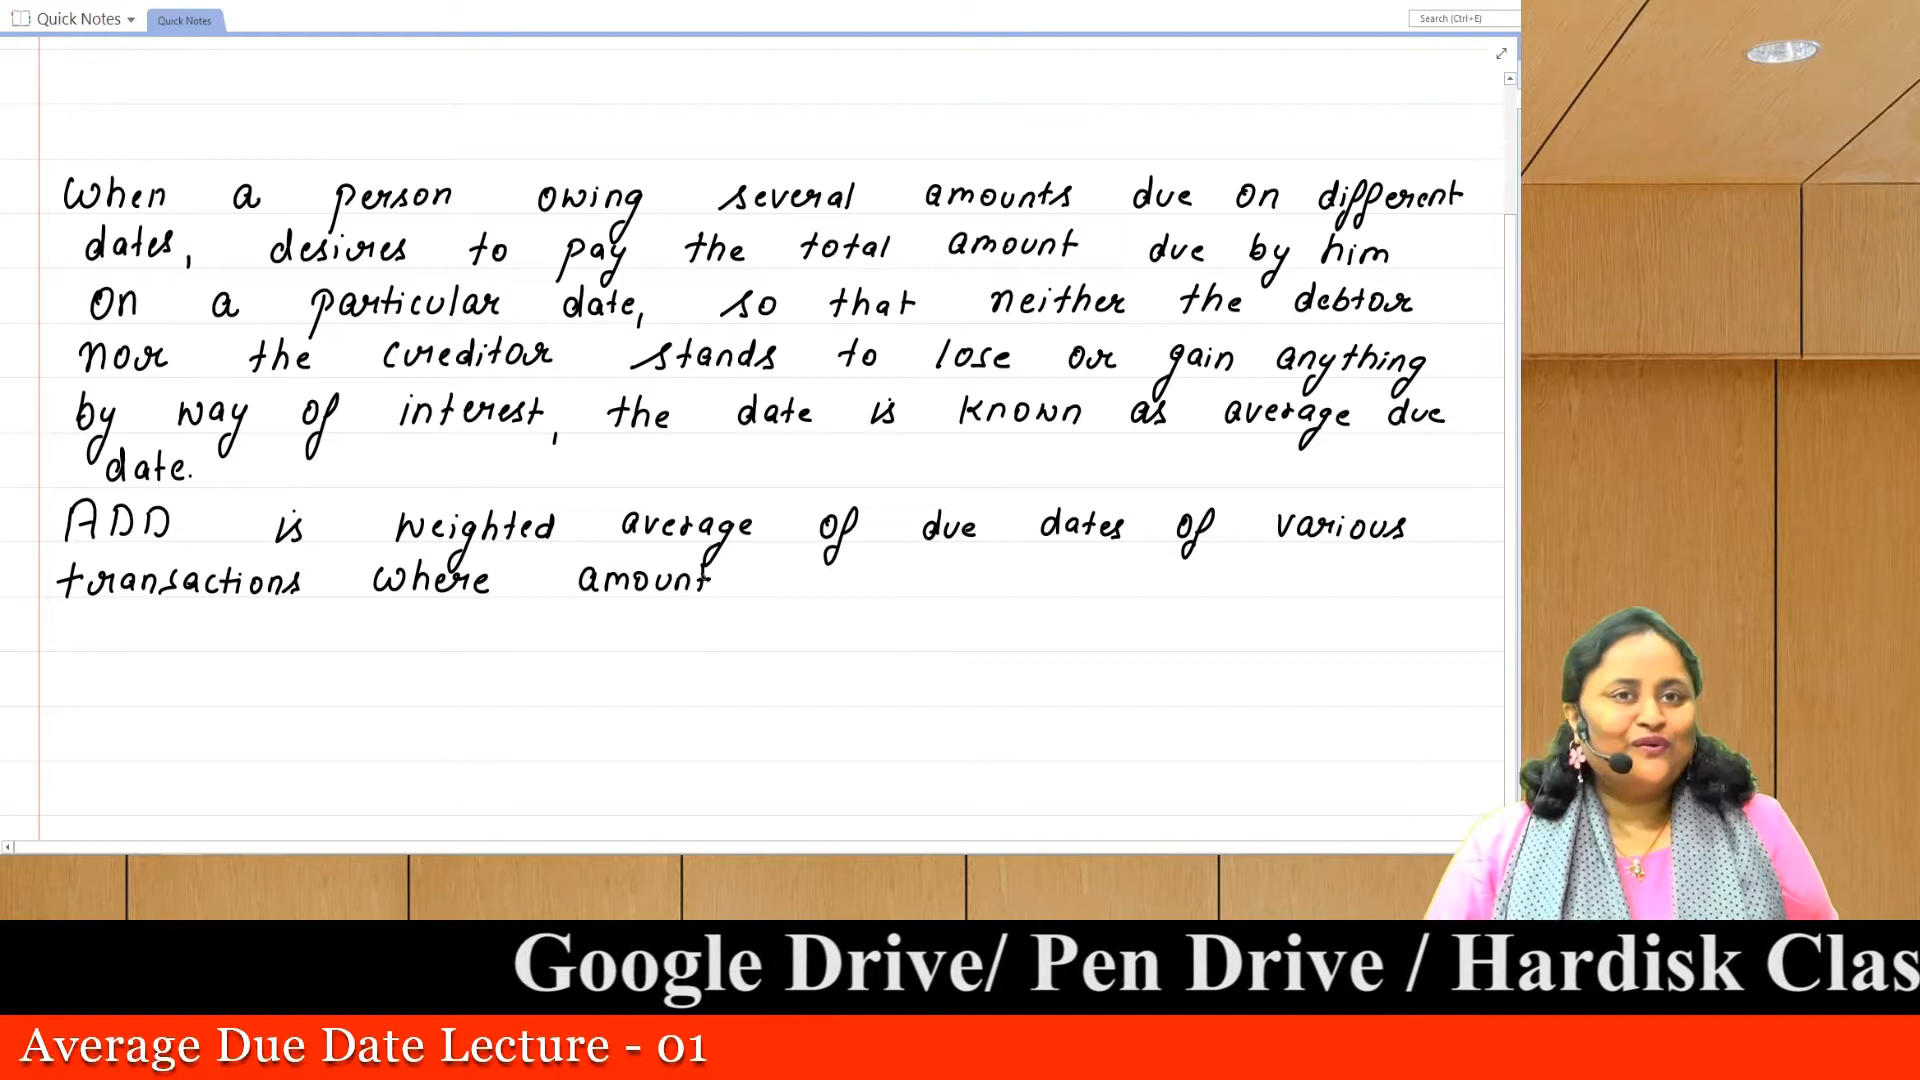 Quick Notes
Quick Notes
Search (Ctrl+E)
When a person owing several amounts due on different
dates, desires to pay the total amount due by him
on a particular date, so that neither the debtor
nor the creditor stands to lose or gain anything
by way of interest, the date is known as average due
date.
ADD is weighted average of due dates of various
transactions where amount
Google Drive/ Pen Drive / Hardisk Clas
Average Due Date Lecture - 01